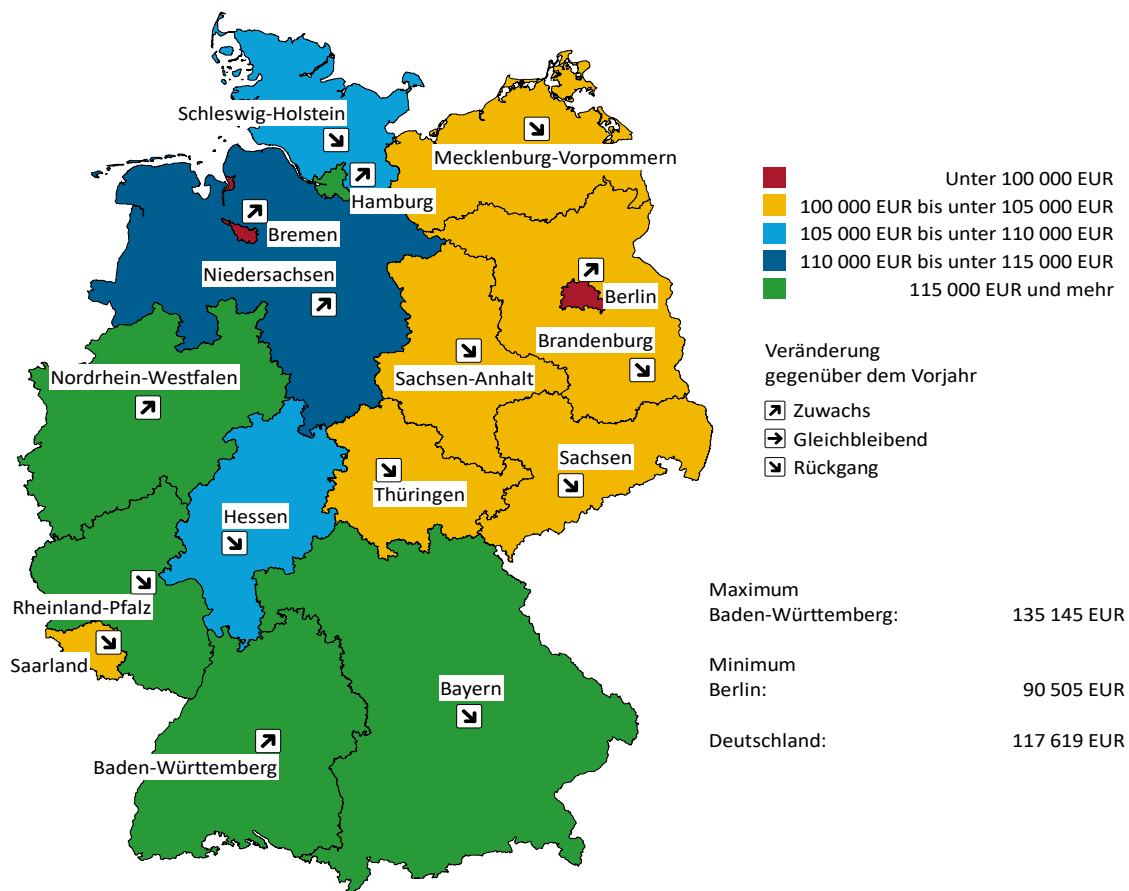 Schleswig-Holstein
Mecklenburg-Vorpommern
Hamburg
Bremen
Niedersachsen
Berlin
Brandenburg
Nordrhein-Westfalen
Sachsen-Anhalt
Sachsen
Thüringen
Hessen
Rheinland-Pfalz
Saarland
Bayern
Baden-Württemberg
Unter 100 000 EUR
100 000 EUR bis unter 105 000 EUR
105 000 EUR bis unter 110 000 EUR
110 000 EUR bis unter 115 000 EUR
115 000 EUR und mehr
Veränderung
gegenüber dem Vorjahr
Zuwachs
Gleichbleibend
Rückgang
Maximum
Baden-Württemberg: 135 145 EUR
Minimum
Berlin: 90 505 EUR
Deutschland: 117 619 EUR